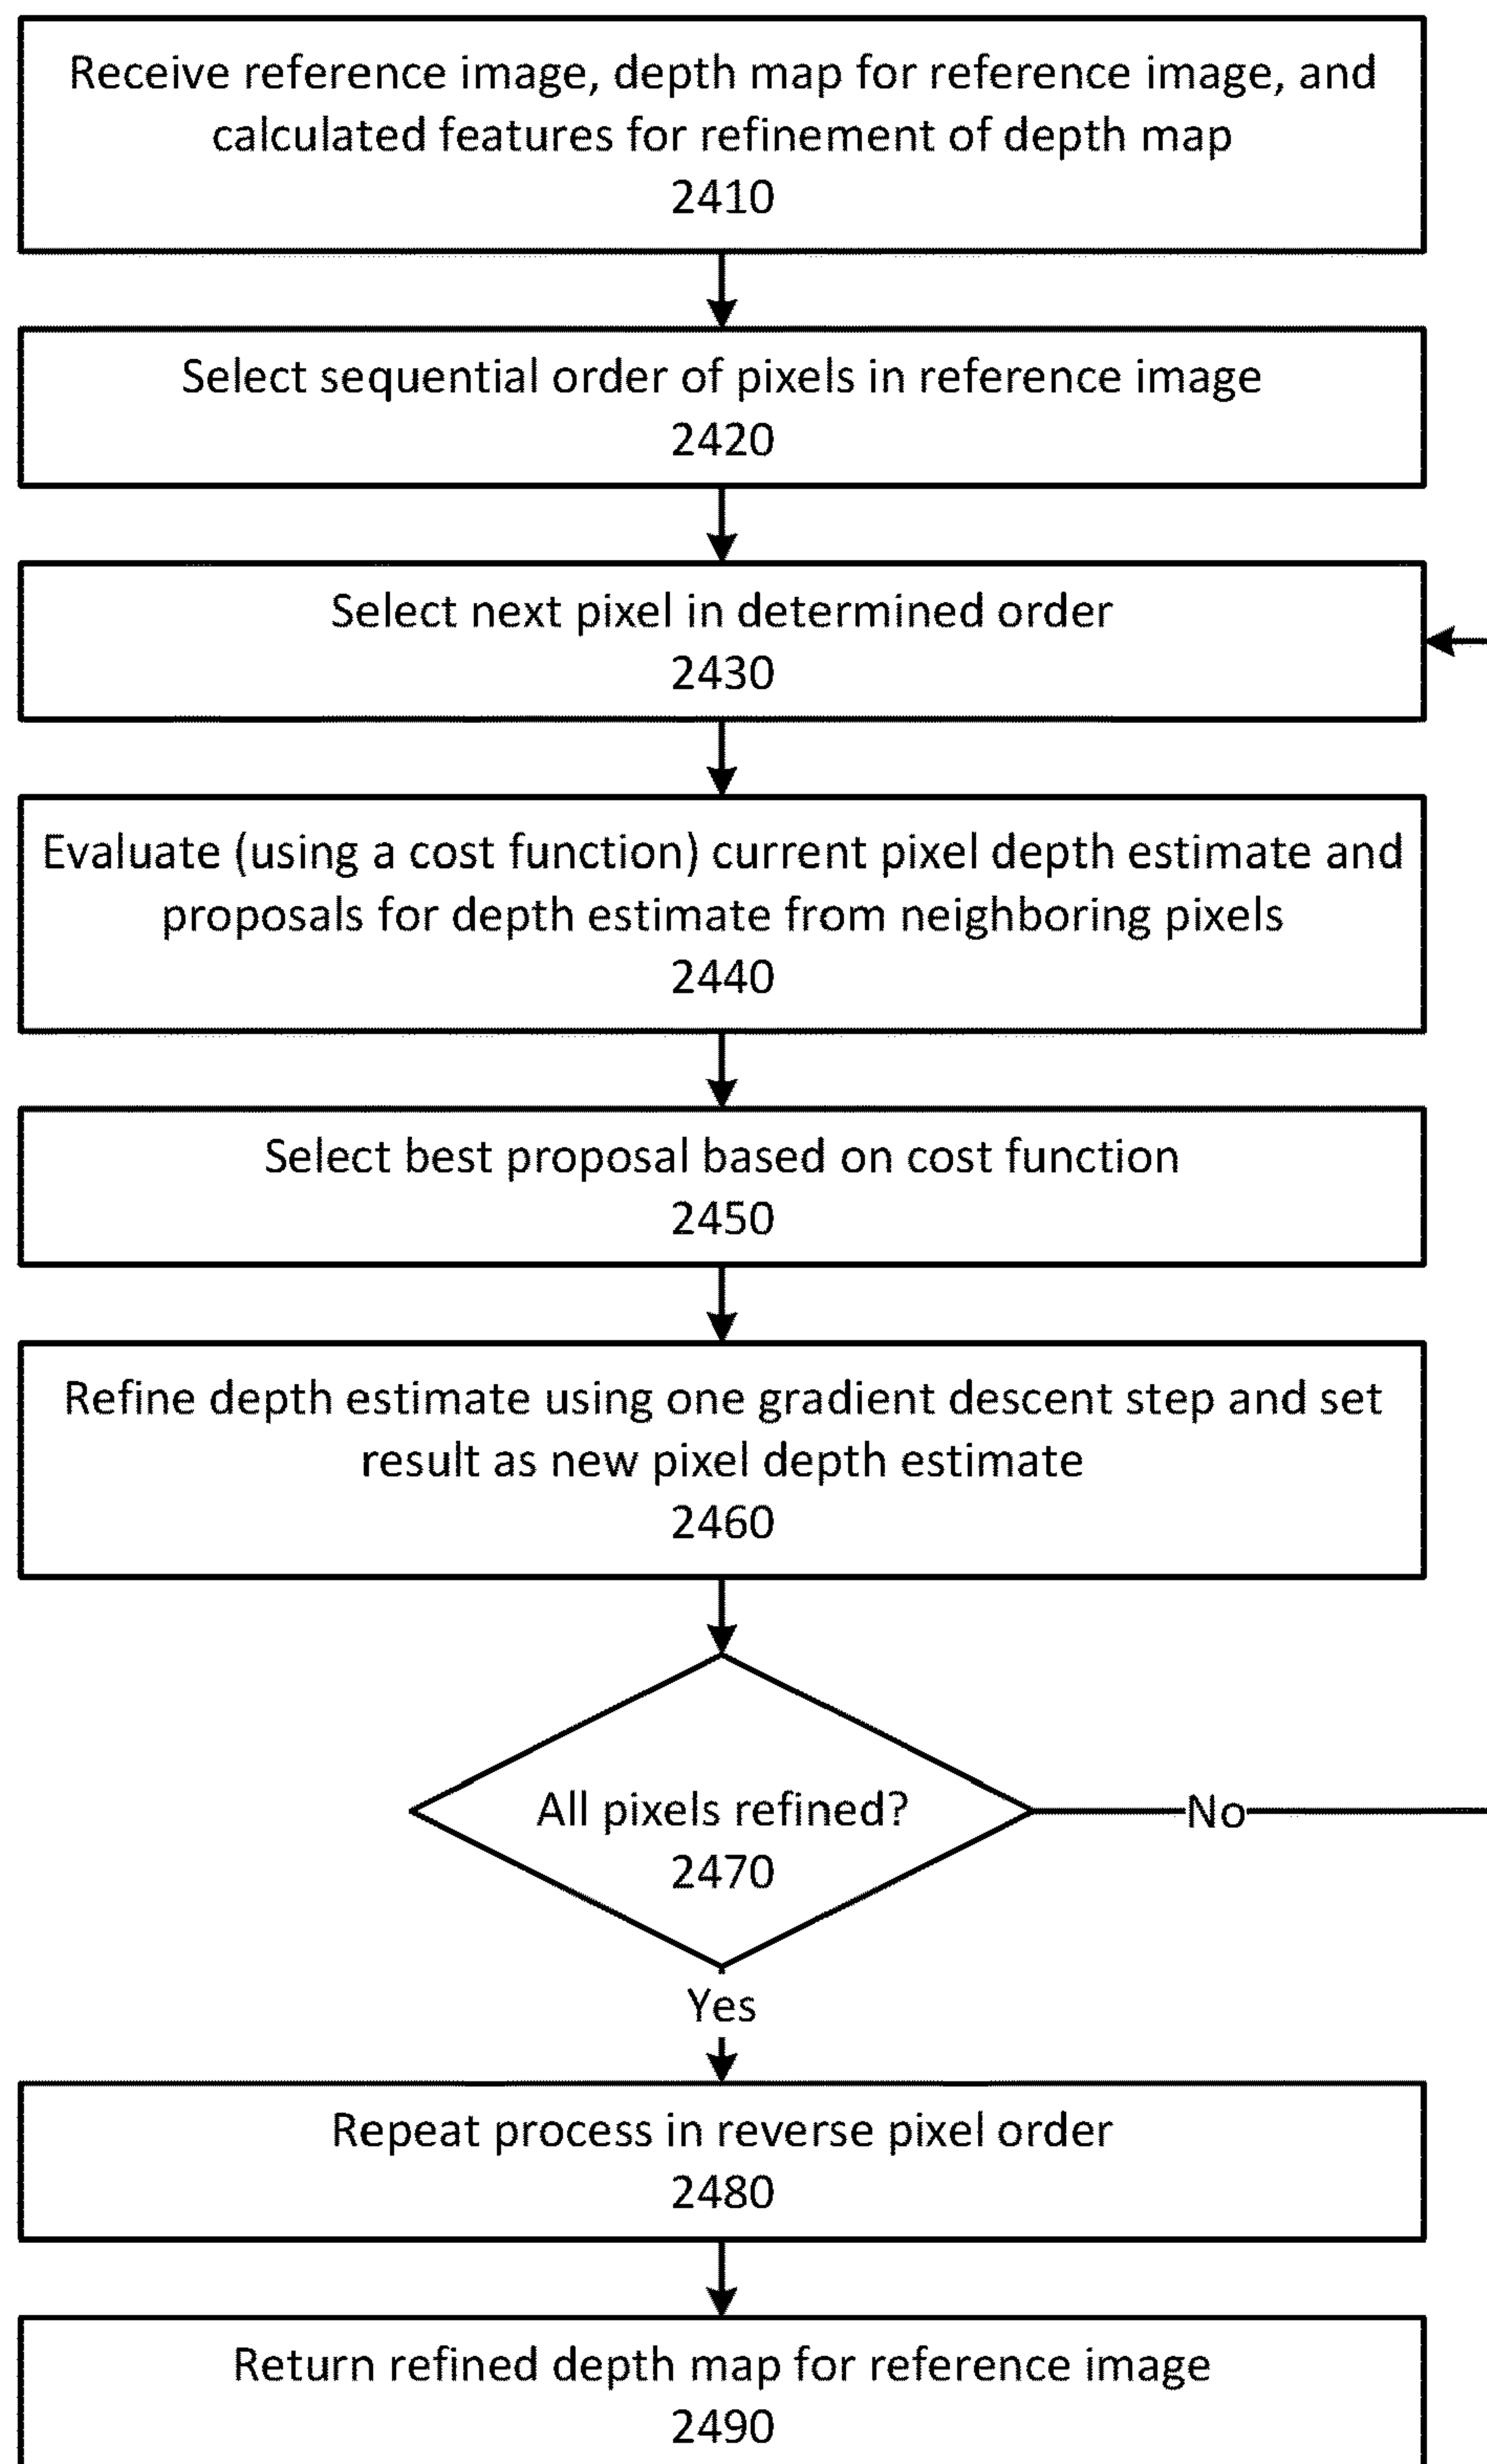 Receive reference image, depth map for reference image, and
calculated features for refinement of depth map
2410
Select sequential order of pixels in reference image
2420
Select next pixel in determined order
2430
Evaluate (using a cost function) current pixel depth estimate and
proposals for depth estimate from neighboring pixels
2440
Select best proposal based on cost function
2450
Refine depth estimate using one gradient descent step and set
result as new pixel depth estimate
2460
All pixels refined?
2470
No
Yes
Repeat process in reverse pixel order
2480
Return refined depth map for reference image
2490